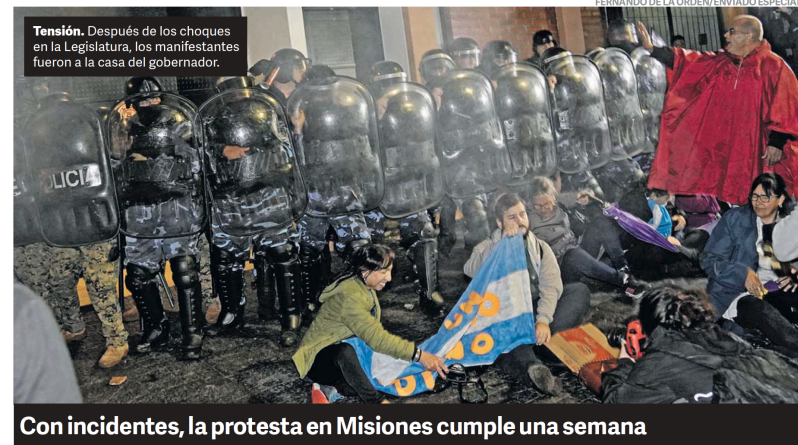 FERNANDO DE LA ORDEN/ENVIADO ESPECIAL
Tensión. Después de los choques
en la Legislatura, los manifestantes
fueron a la casa del gobernador.
POLICIA
Con incidentes, la protesta en Misiones cumple una semana